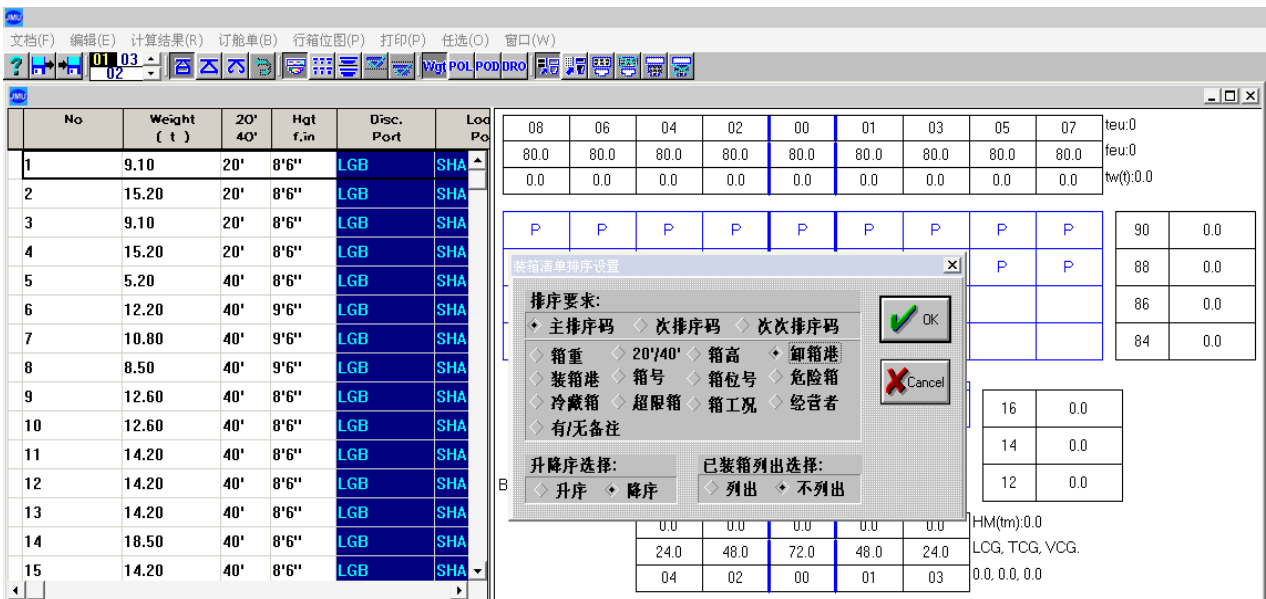 JMU
文档(F) 编辑(E) 计算结果(R) 订舱单(B) 行箱位图(P) 打印(P) 任选(O) 窗口(W)
? 01 03 02 Wgt POL POD DRO
JMU
No Weight 20' Hgt Disc. Loa
( t ) 40' f,in Port Po
1 9.10 20' 8'6" LGB SHA
2 15.20 20' 8'6" LGB SHA
3 9.10 20' 8'6" LGB SHA
4 15.20 20' 8'6" LGB SHA
5 5.20 40' 8'6" LGB SHA
6 12.20 40' 9'6" LGB SHA
7 10.80 40' 9'6" LGB SHA
8 8.50 40' 9'6" LGB SHA
9 12.60 40' 8'6" LGB SHA
10 12.60 40' 8'6" LGB SHA
11 14.20 40' 8'6" LGB SHA
12 14.20 40' 8'6" LGB SHA
13 14.20 40' 8'6" LGB SHA
14 18.50 40' 8'6" LGB SHA
15 14.20 40' 8'6" LGB SHA
08 06 04 02 00 01 03 05 07 teu:0
80.0 80.0 80.0 80.0 80.0 80.0 80.0 80.0 80.0 feu:0
0.0 0.0 0.0 0.0 0.0 0.0 0.0 0.0 0.0 tw(t):0.0
P P P P P P P P P 90 0.0
P P 88 0.0
86 0.0
84 0.0
装箱清单排序设置
排序要求:
主排序码 次排序码 次次排序码
箱重 20'/40' 箱高 卸箱港
装箱港 箱号 箱位号 危险箱
冷藏箱 超限箱 箱工况 经营者
有/无备注
升降序选择: 已装箱列出选择:
升序 降序 列出 不列出
OK
Cancel
16 0.0
14 0.0
B 12 0.0
0.0 0.0 0.0 0.0 0.0 HM(tm):0.0
24.0 48.0 72.0 48.0 24.0 LCG, TCG, VCG.
04 02 00 01 03 0.0, 0.0, 0.0